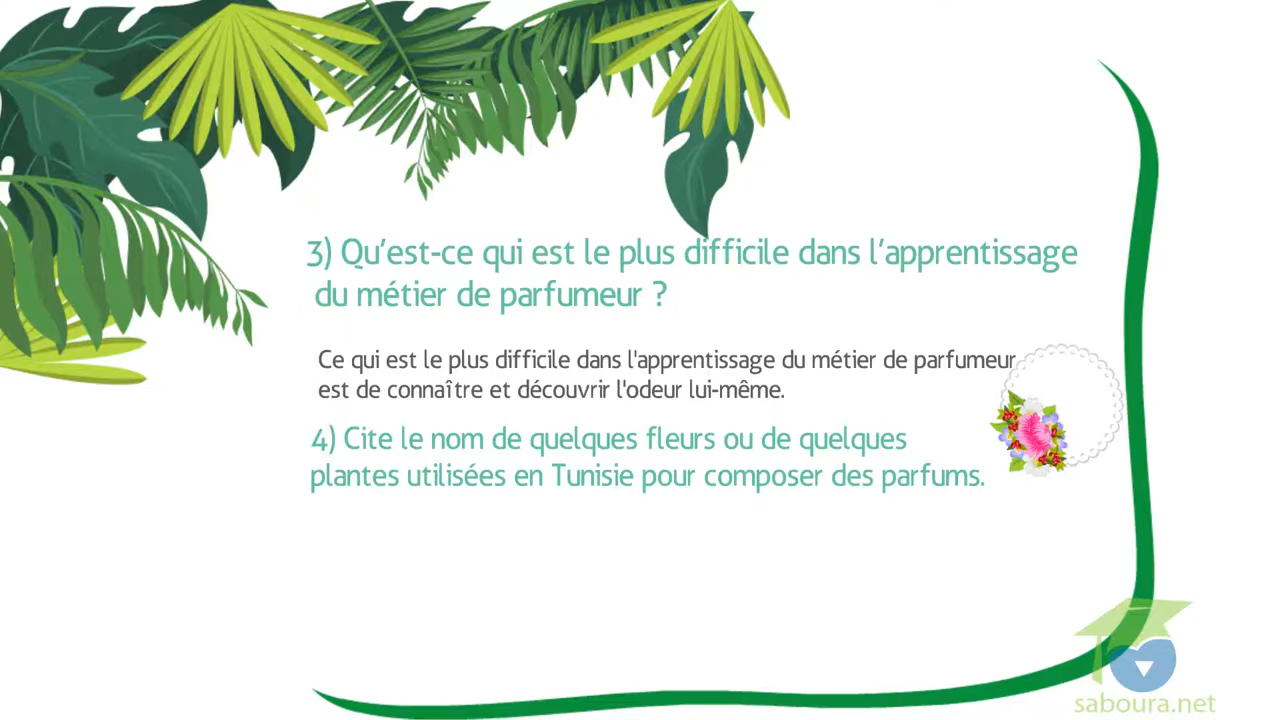 3) Qu’est-ce qui est le plus difficile dans l’apprentissage
du métier de parfumeur ?
Ce qui est le plus difficile dans l'apprentissage du métier de parfumeur
est de connaître et découvrir l'odeur lui-même.
4) Cite le nom de quelques fleurs ou de quelques
plantes utilisées en Tunisie pour composer des parfums.
saboura.net